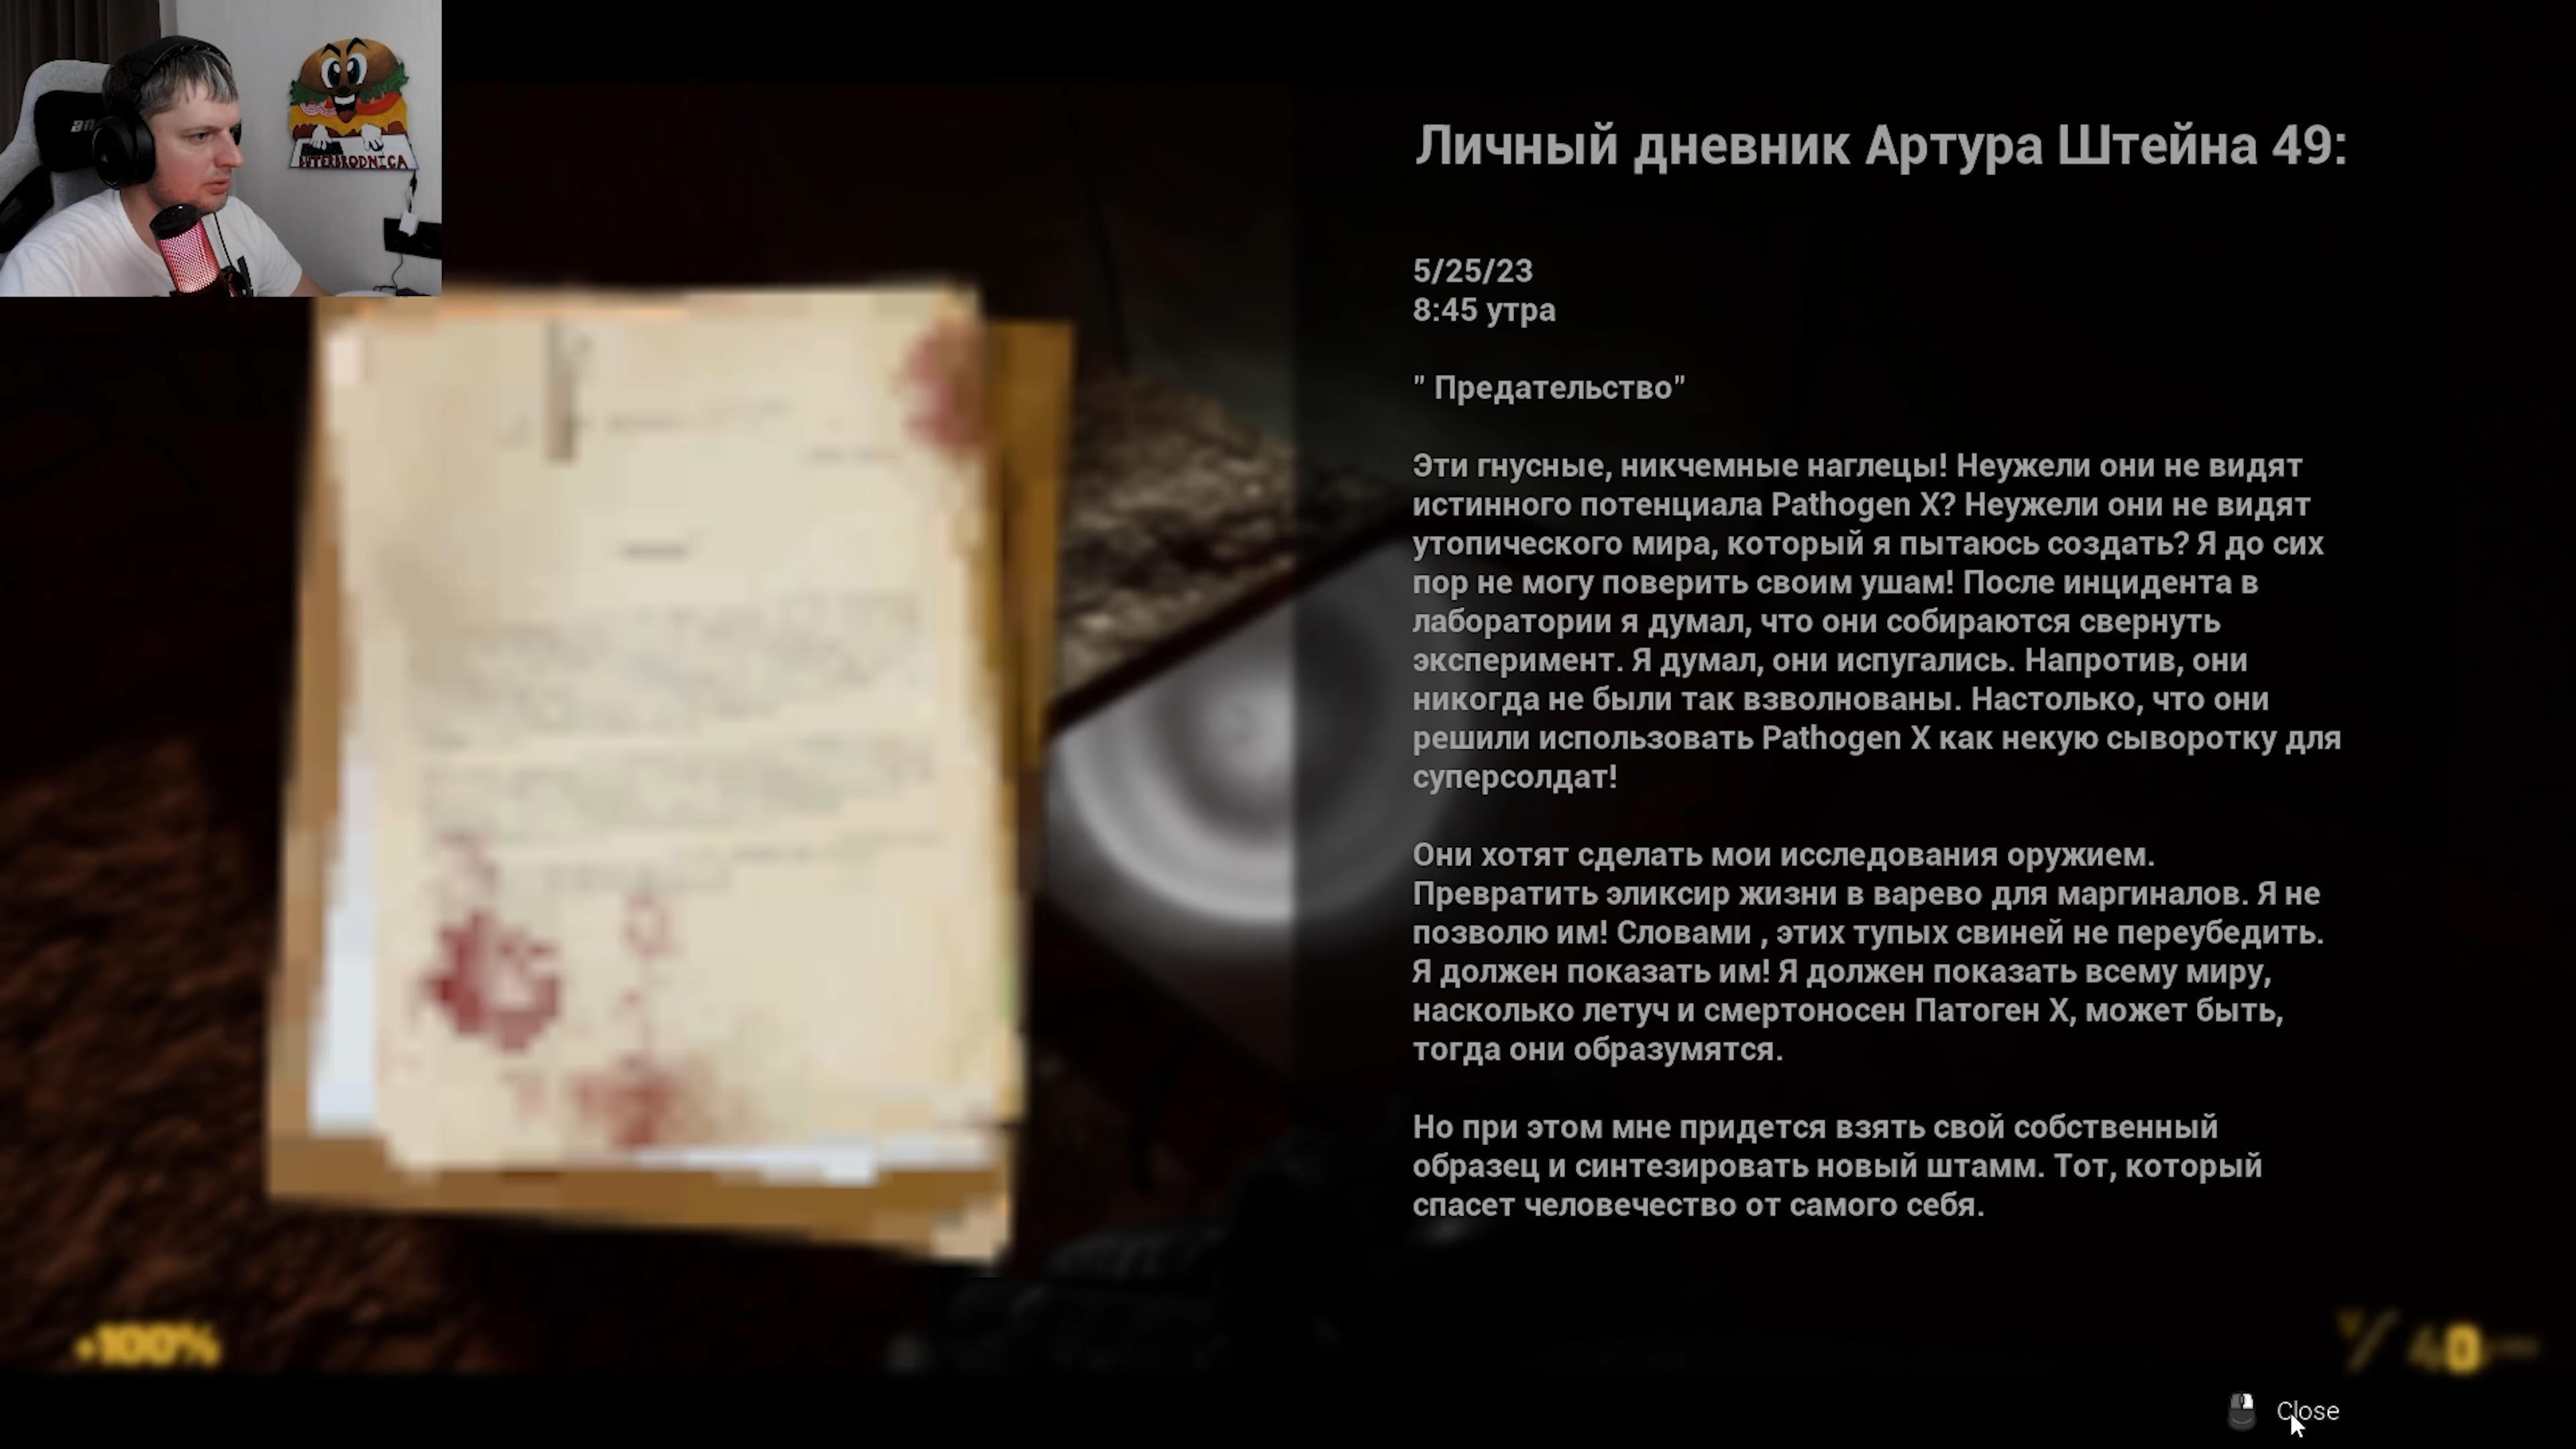 BUTERBRODNICA
Личный дневник Артура Штейна 49:
5/25/23
8:45 утра
" Предательство"
Эти гнусные, никчемные наглецы! Неужели они не видят
истинного потенциала Pathogen X? Неужели они не видят
утопического мира, который я пытаюсь создать? Я до сих
пор не могу поверить своим ушам! После инцидента в
лаборатории я думал, что они собираются свернуть
эксперимент. Я думал, они испугались. Напротив, они
никогда не были так взволнованы. Настолько, что они
решили использовать Pathogen X как некую сыворотку для
суперсолдат!
Они хотят сделать мои исследования оружием.
Превратить эликсир жизни в варево для маргиналов. Я не
позволю им! Словами , этих тупых свиней не переубедить.
Я должен показать им! Я должен показать всему миру,
насколько летуч и смертоносен Патоген Х, может быть,
тогда они образумятся.
Но при этом мне придется взять свой собственный
образец и синтезировать новый штамм. Тот, который
спасет человечество от самого себя.
+100%
Close